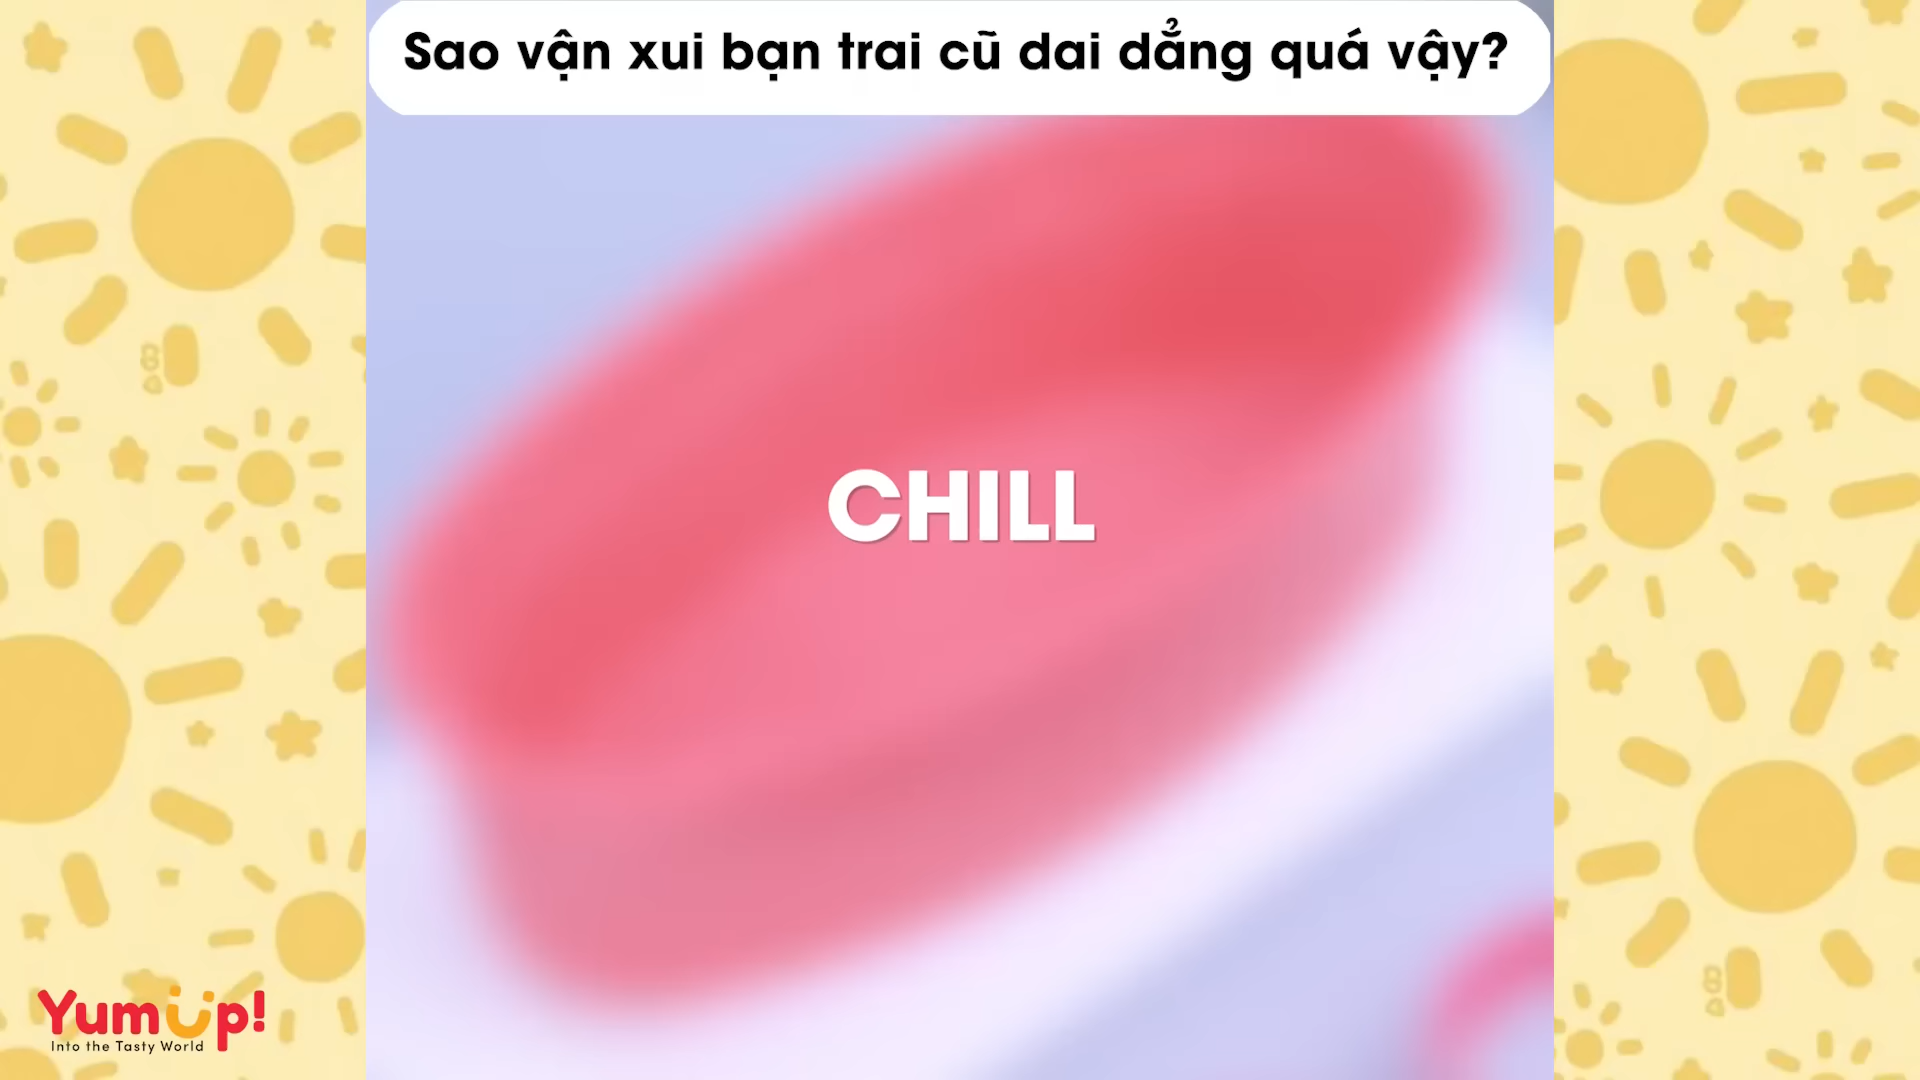 Sao vận xui bạn trai cũ dai dẳng quá vậy?
CHILL
YumUp!
Into the Tasty World